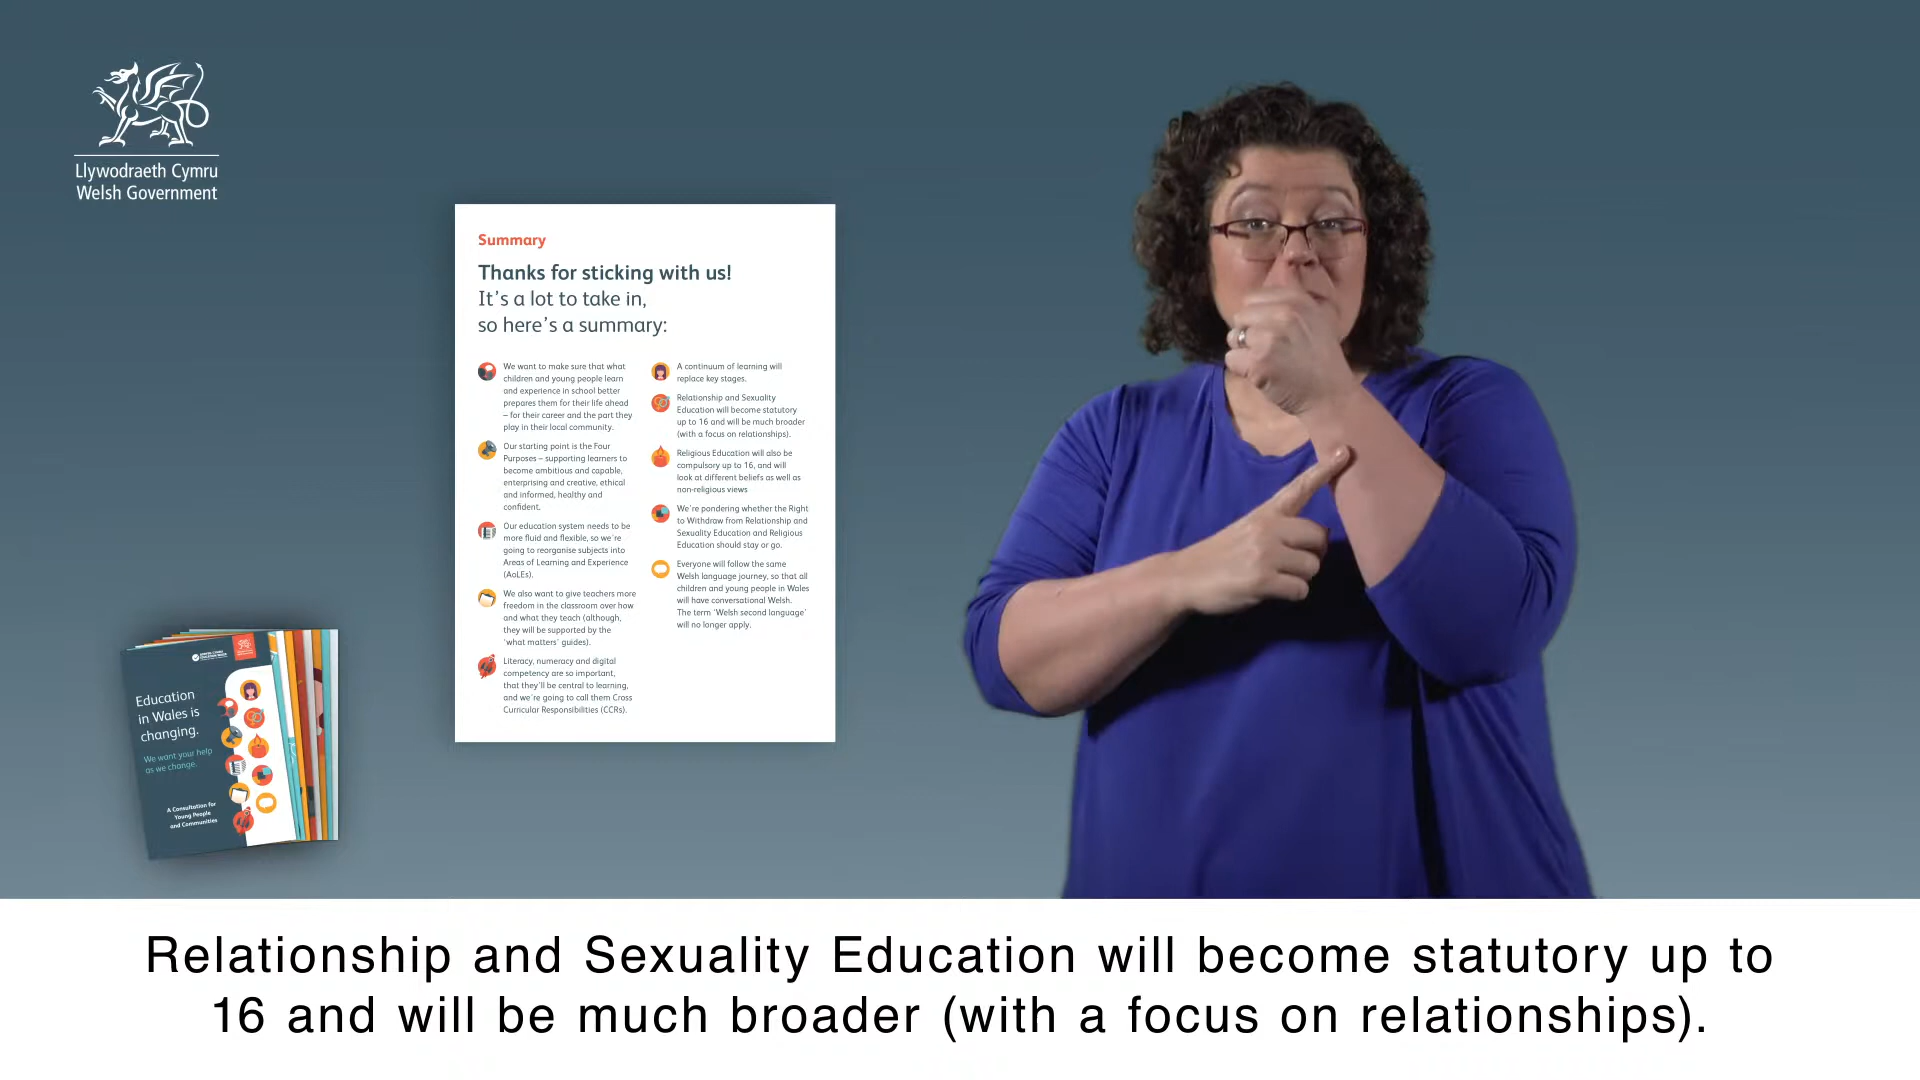 Llywodraeth Cymru
Welsh Government
Summary
Thanks for sticking with us!
It's a lot to take in,
so here's a summary:
We want to make sure that what
children and young people learn
and experience in school better
prepares them for their life ahead
– for their career and the part they
play in their local community.
Our starting point is the Four
Purposes – supporting learners to
become ambitious and capable,
enterprising and creative, ethical
and informed, healthy and
confident.
Our education system needs to be
more fluid and flexible, so we're
going to reorganise subjects into
Areas of Learning and Experience
(AoLEs).
We also want to give teachers more
freedom in the classroom over how
and what they teach (although,
they will be supported by the
'what matters' guides).
Literacy, numeracy and digital
competency are so important,
that they'll be central to learning,
and we're going to call them Cross
Curricular Responsibilities (CCRs).
A continuum of learning will
replace key stages.
Relationship and Sexuality
Education will become statutory
up to 16 and will be much broader
(with a focus on relationships).
Religious Education will also be
compulsory up to 16, and will
look at different beliefs as well as
non-religious views
We're pondering whether the Right
to Withdraw from Relationship and
Sexuality Education and Religious
Education should stay or go.
Everyone will follow the same
Welsh language journey, so that all
children and young people in Wales
will have conversational Welsh.
The term 'Welsh second language'
will no longer apply.
Education
in Wales is
changing.
We want your help
as we change.
A Consultation for
Young People
and Communities
Relationship and Sexuality Education will become statutory up to
16 and will be much broader (with a focus on relationships).